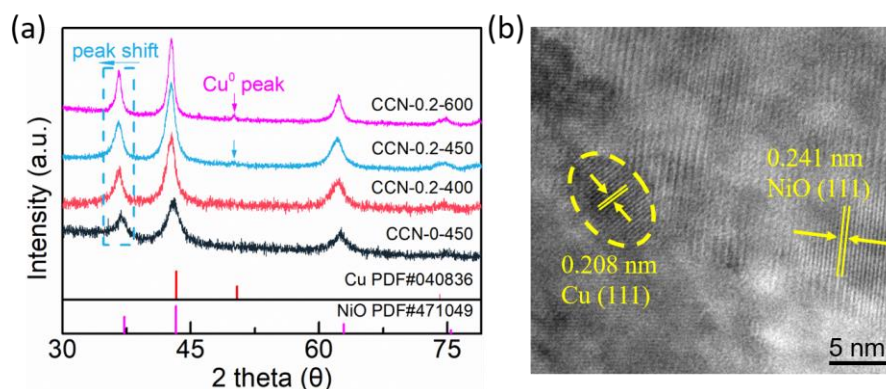 (a)
peak shift
Cu⁰ peak
CCN-0.2-600
CCN-0.2-450
CCN-0.2-400
CCN-0-450
Cu PDF#040836
NiO PDF#471049
Intensity (a.u.)
30 45 60 75
2 theta (θ)
(b)
0.241 nm
NiO (111)
0.208 nm
Cu (111)
5 nm